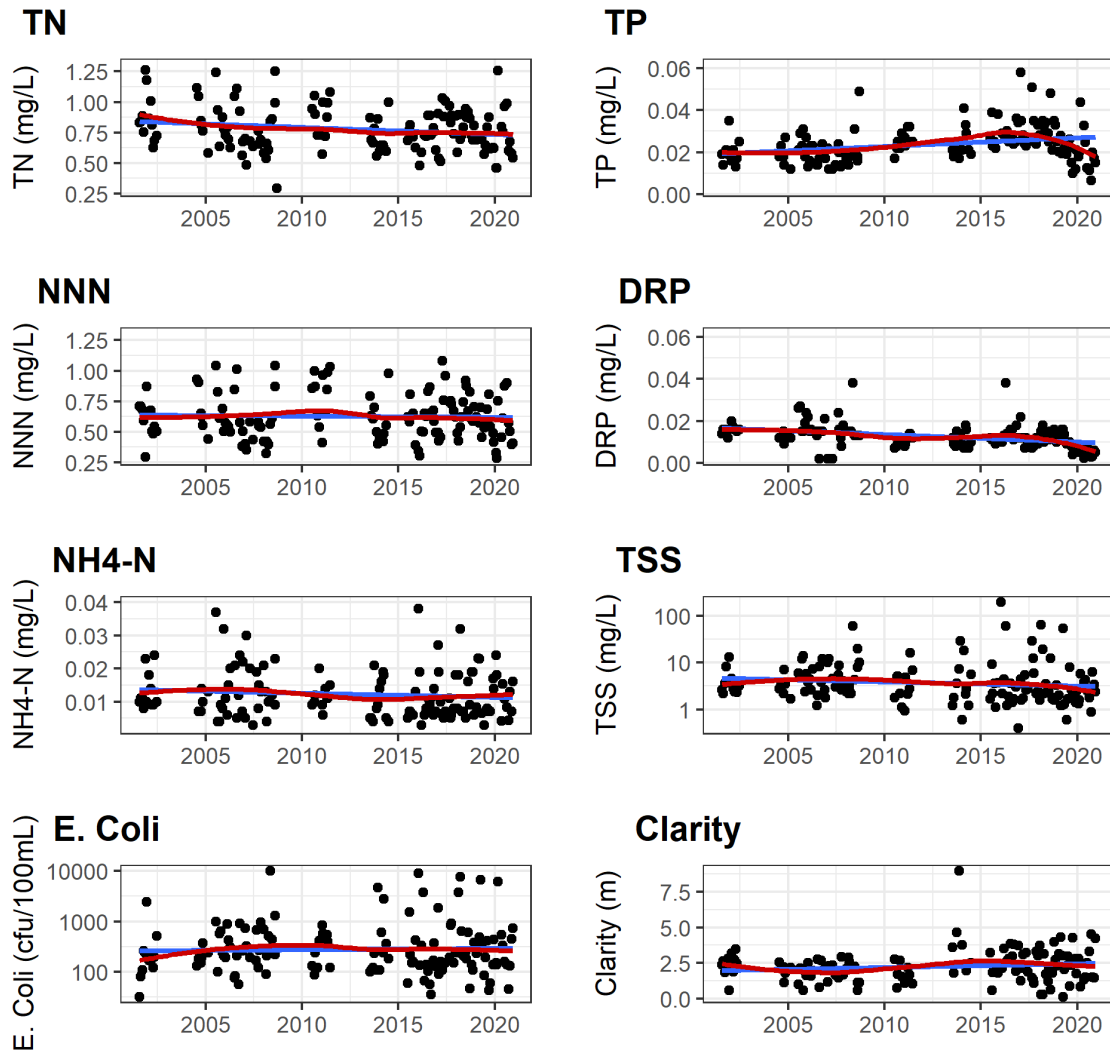 TN
TN (mg/L)
1.25
1.00
0.75
0.50
0.25
2005 2010 2015 2020
TP
TP (mg/L)
0.06
0.04
0.02
0.00
2005 2010 2015 2020
NNN
NNN (mg/L)
1.25
1.00
0.75
0.50
0.25
2005 2010 2015 2020
DRP
DRP (mg/L)
0.06
0.04
0.02
0.00
2005 2010 2015 2020
NH4-N
NH4-N (mg/L)
0.04
0.03
0.02
0.01
2005 2010 2015 2020
TSS
TSS (mg/L)
100
10
1
2005 2010 2015 2020
E. Coli
E. Coli (cfu/100mL)
10000
1000
100
2005 2010 2015 2020
Clarity
Clarity (m)
7.5
5.0
2.5
0.0
2005 2010 2015 2020